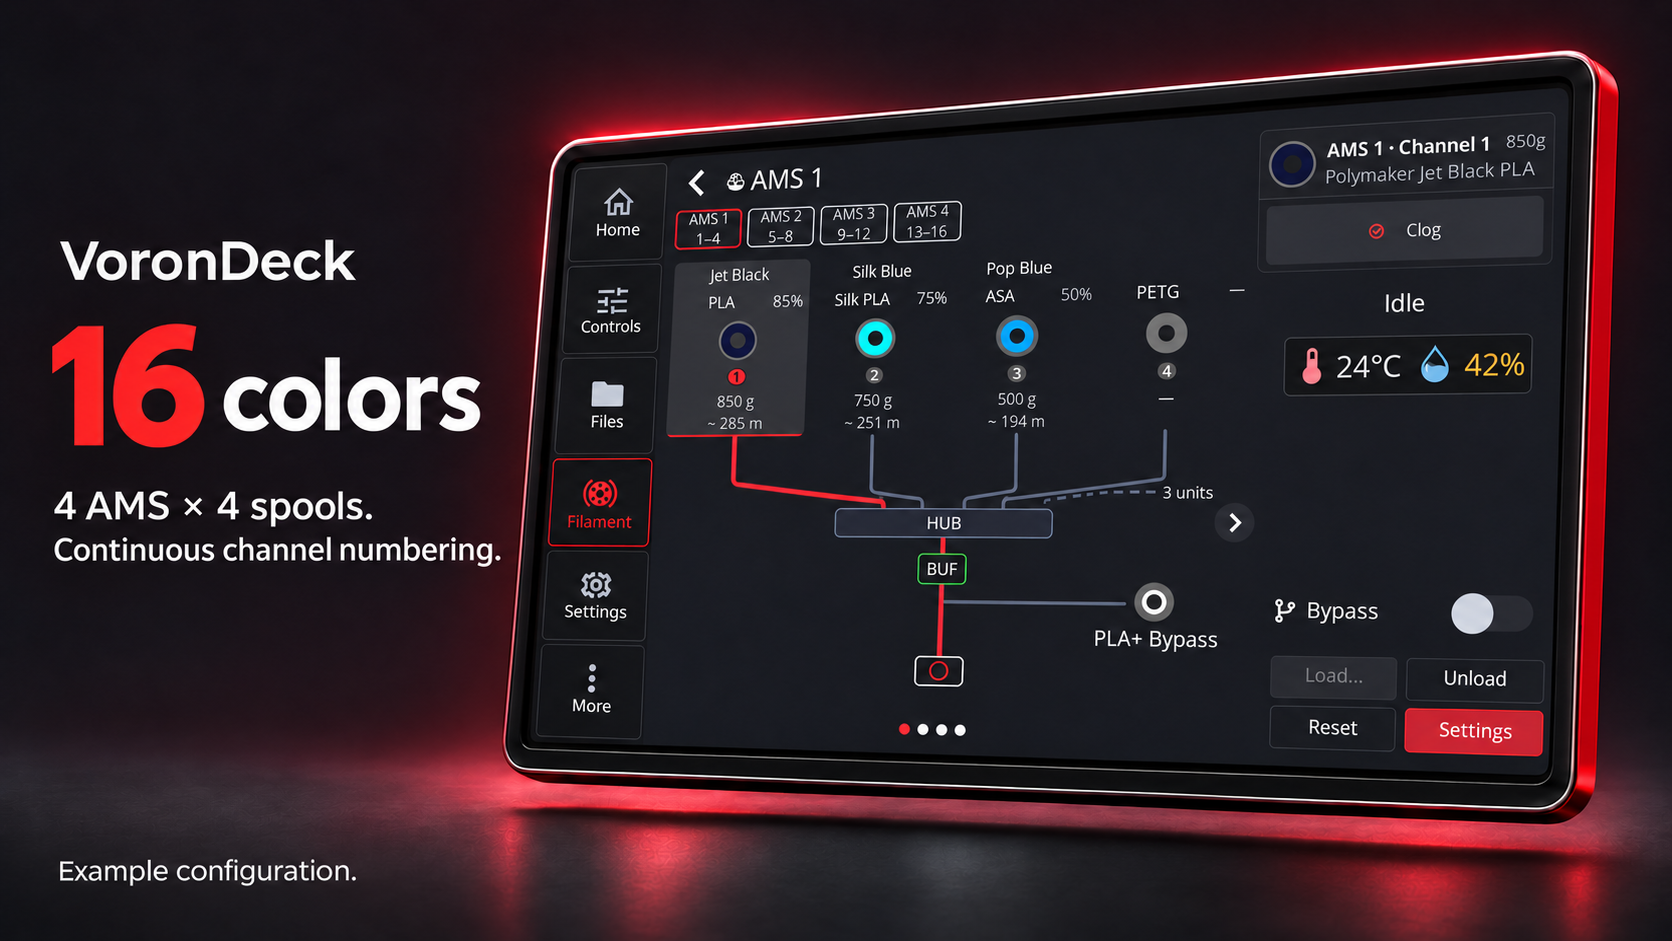 VoronDeck
16 colors
4 AMS × 4 spools.
Continuous channel numbering.
Example configuration.
Home
Controls
Files
Filament
Settings
More
AMS 1
AMS 1
1–4
AMS 2
5–8
AMS 3
9–12
AMS 4
13–16
Jet Black
PLA 85%
1
850 g
~ 285 m
Silk Blue
Silk PLA 75%
2
750 g
~ 251 m
Pop Blue
ASA 50%
3
500 g
~ 194 m
PETG —
4
—
3 units
HUB
BUF
PLA+ Bypass
AMS 1 · Channel 1 850g
Polymaker Jet Black PLA
Clog
Idle
24°C 42%
Bypass
Load... Unload
Reset Settings